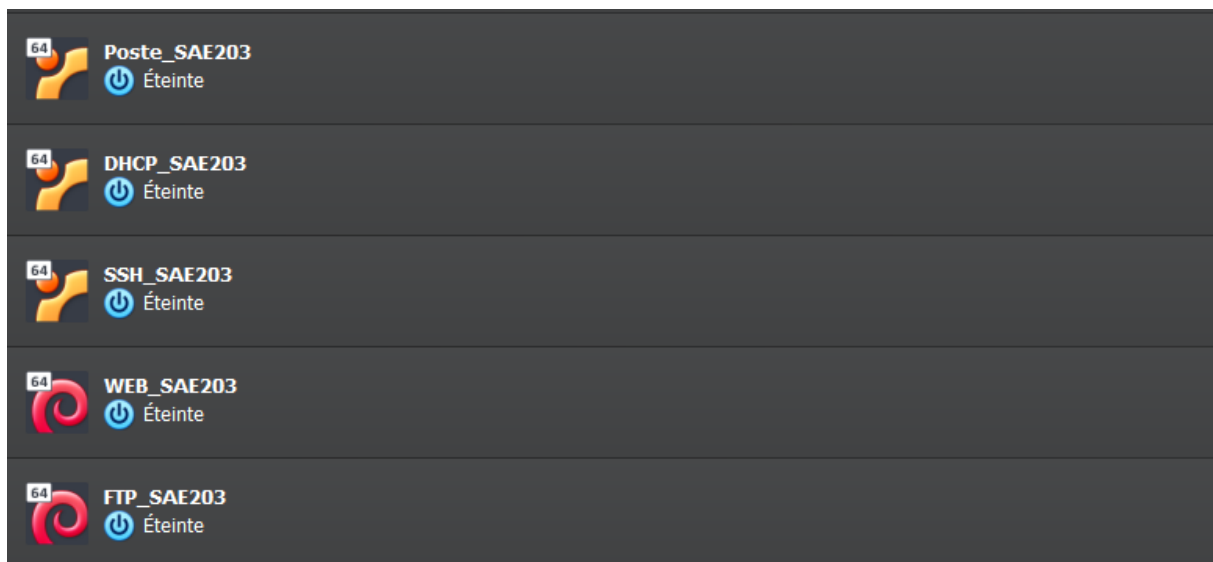 64
Poste_SAE203
Éteinte
64
DHCP_SAE203
Éteinte
64
SSH_SAE203
Éteinte
64
WEB_SAE203
Éteinte
64
FTP_SAE203
Éteinte